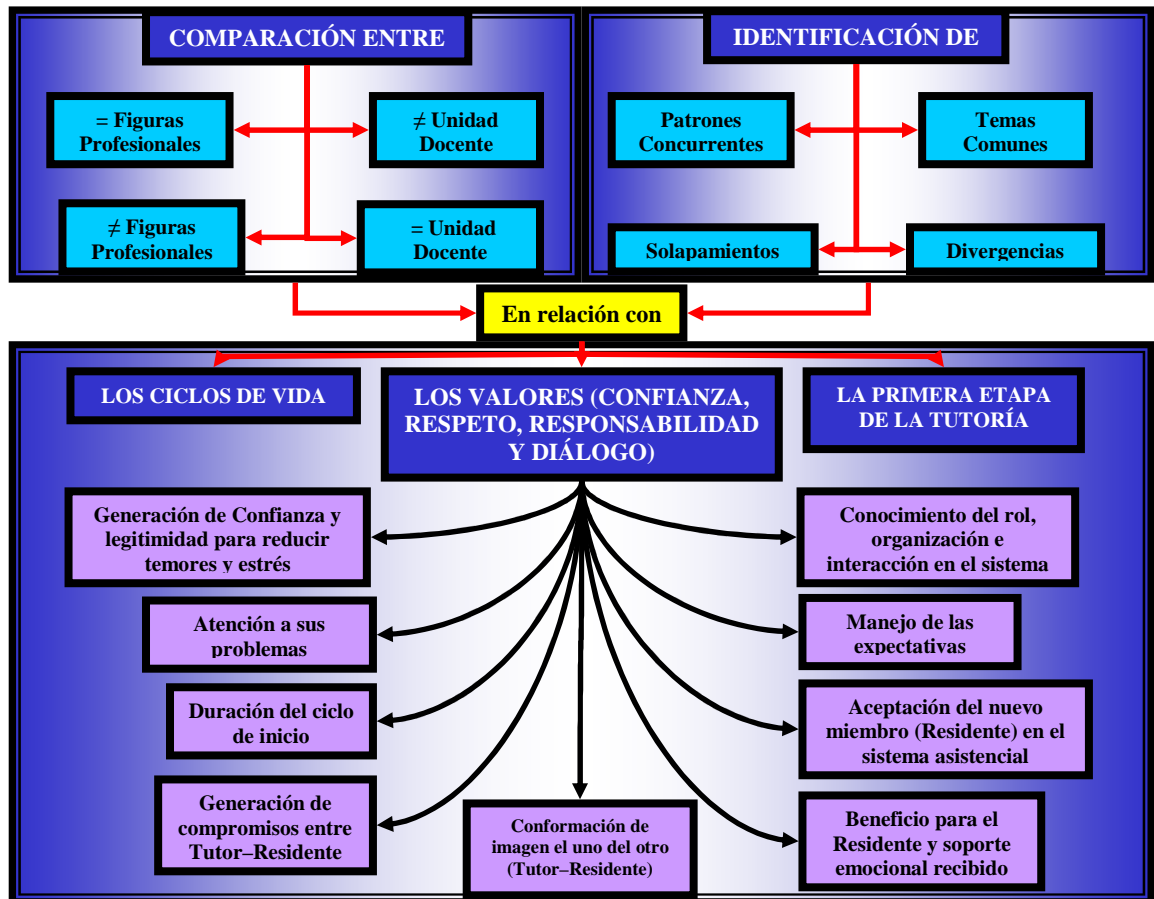 COMPARACIÓN ENTRE
= Figuras
Profesionales
≠ Unidad
Docente
≠ Figuras
Profesionales
= Unidad
Docente
IDENTIFICACIÓN DE
Patrones
Concurrentes
Temas
Comunes
Solapamientos
Divergencias
En relación con
LOS CICLOS DE VIDA
LOS VALORES (CONFIANZA,
RESPETO, RESPONSABILIDAD
Y DIÁLOGO)
LA PRIMERA ETAPA
DE LA TUTORÍA
Generación de Confianza y
legitimidad para reducir
temores y estrés
Atención a sus
problemas
Duración del ciclo
de inicio
Generación de
compromisos entre
Tutor–Residente
Conformación de
imagen el uno del otro
(Tutor–Residente)
Conocimiento del rol,
organización e
interacción en el sistema
Manejo de las
expectativas
Aceptación del nuevo
miembro (Residente) en el
sistema asistencial
Beneficio para el
Residente y soporte
emocional recibido